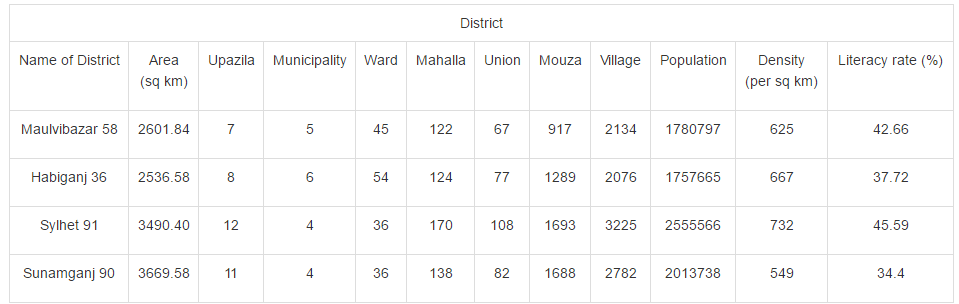 District
Name of District Area (sq km) Upazila Municipality Ward Mahalla Union Mouza Village Population Density (per sq km) Literacy rate (%)
Maulvibazar 58 2601.84 7 5 45 122 67 917 2134 1780797 625 42.66
Habiganj 36 2536.58 8 6 54 124 77 1289 2076 1757665 667 37.72
Sylhet 91 3490.40 12 4 36 170 108 1693 3225 2555566 732 45.59
Sunamganj 90 3669.58 11 4 36 138 82 1688 2782 2013738 549 34.4